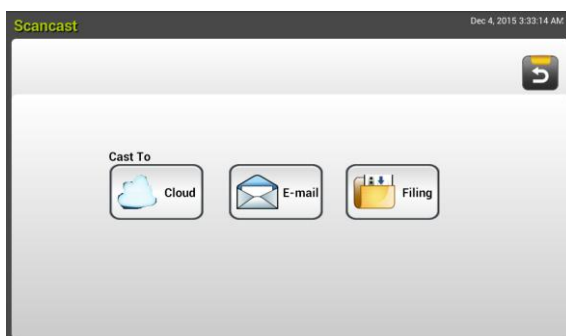 Scancast
Dec 4, 2015 3:33:14 AM
Cast To
Cloud
E-mail
Filing